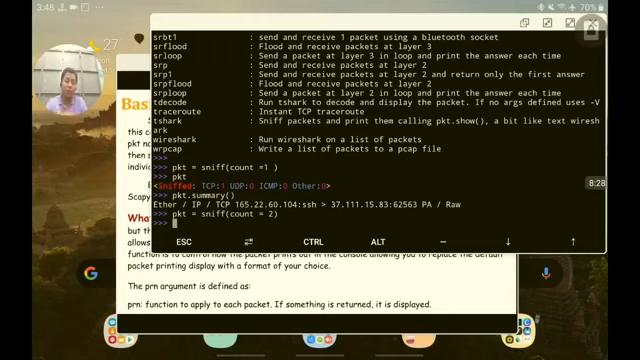 3:48
70%
27°
srbt1 : send and receive 1 packet using a bluetooth socket
srflood : Flood and receive packets at layer 3
srloop : Send a packet at layer 3 in loop and print the answer each time
srp : Send and receive packets at layer 2
srp1 : Send and receive packets at layer 2 and return only the first answer
srpflood : Flood and receive packets at layer 2
srploop : Send a packet at layer 2 in loop and print the answer each time
tdecode : Run tshark to decode and display the packet. If no args defined uses -V
traceroute : Instant TCP traceroute
tshark : Sniff packets and print them calling pkt.show(), a bit like text wiresh
ark
wireshark : Run wireshark on a list of packets
wrpcap : Write a list of packets to a pcap file
>>>
>>> pkt = sniff(count =1 )
>>> pkt
<Sniffed: TCP:1 UDP:0 ICMP:0 Other:0>
>>> pkt.summary()
Ether / IP / TCP 165.22.60.104:ssh > 37.111.15.83:62563 PA / Raw
>>> pkt = sniff(count = 2)
>>>
ESC CTRL ALT – ↓ ↑
8:28
Bas
this c
pkt n
then s
indivi
Scapy
What
but th
allows
function is to control how the packet prints out in the console allowing you to replace the default
packet printing display with a format of your choice.
The prn argument is defined as:
prn: function to apply to each packet. If something is returned, it is displayed.